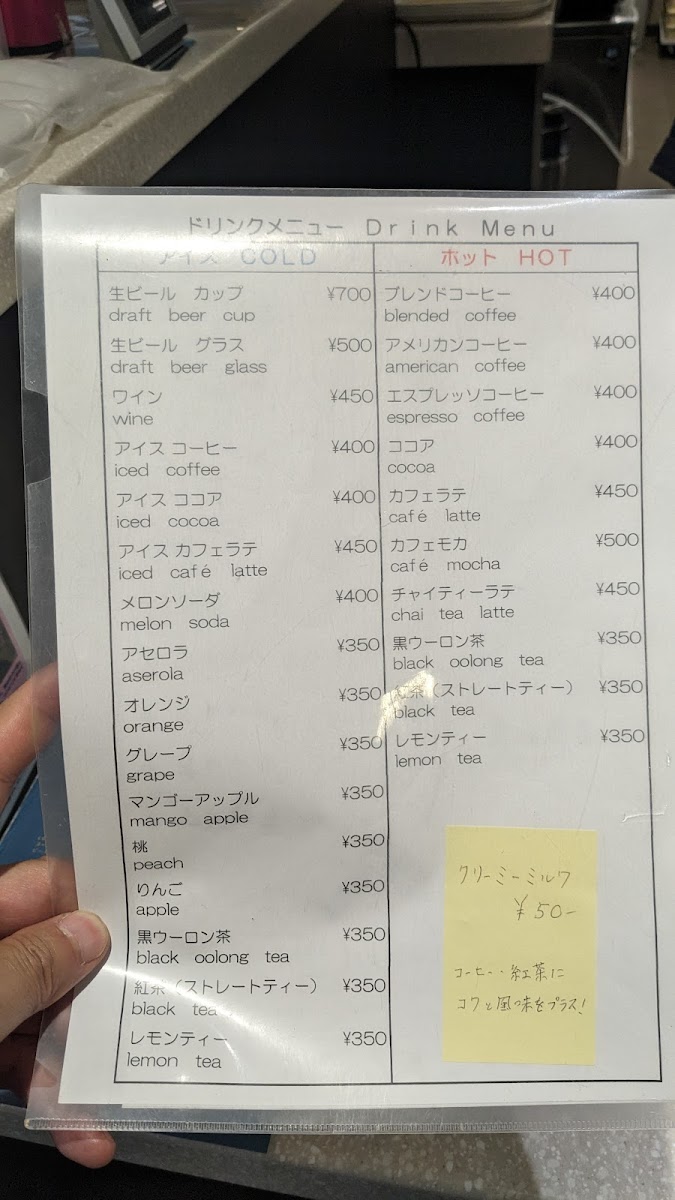 ドリンクメニュー Drink Menu
アイス COLD
生ビール カップ ¥700
draft beer cup
生ビール グラス ¥500
draft beer glass
ワイン ¥450
wine
アイス コーヒー ¥400
iced coffee
アイス ココア ¥400
iced cocoa
アイス カフェラテ ¥450
iced café latte
メロンソーダ ¥400
melon soda
アセロラ ¥350
aserola
オレンジ ¥350
orange
グレープ ¥350
grape
マンゴーアップル ¥350
mango apple
桃 ¥350
peach
りんご ¥350
apple
黒ウーロン茶 ¥350
black oolong tea
紅茶（ストレートティー） ¥350
black tea
レモンティー ¥350
lemon tea
ホット HOT
ブレンドコーヒー ¥400
blended coffee
アメリカンコーヒー ¥400
american coffee
エスプレッソコーヒー ¥400
espresso coffee
ココア ¥400
cocoa
カフェラテ ¥450
café latte
カフェモカ ¥500
café mocha
チャイティーラテ ¥450
chai tea latte
黒ウーロン茶 ¥350
black oolong tea
紅茶（ストレートティー） ¥350
black tea
レモンティー ¥350
lemon tea
クリーミーミルク
¥50-
コーヒー・紅茶に
コクと風味をプラス!